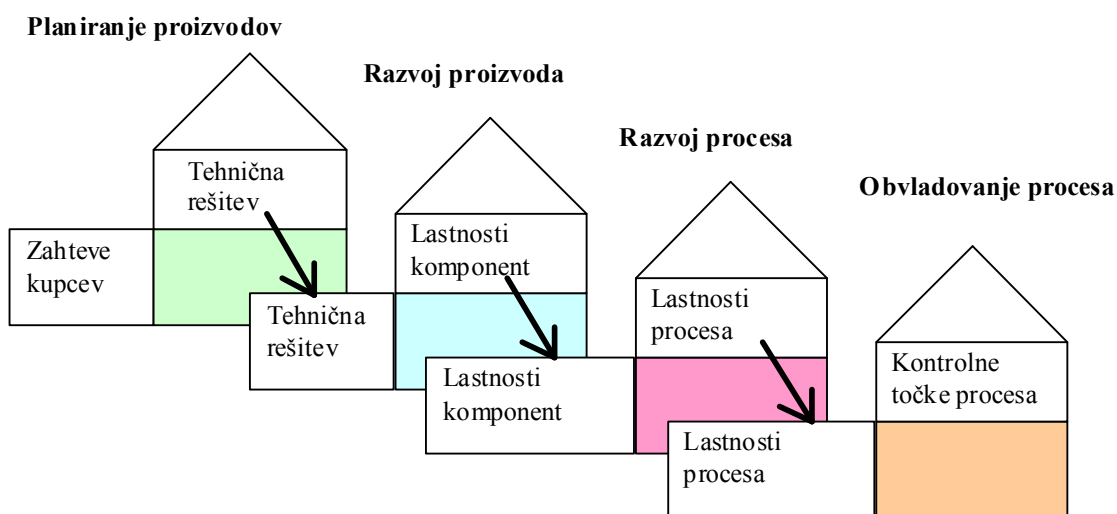 Planiranje proizvodov
Razvoj proizvoda
Razvoj procesa
Obvladovanje procesa
Tehnična
rešitev
Zahteve
kupcev
Lastnosti
komponent
Tehnična
rešitev
Lastnosti
procesa
Lastnosti
komponent
Kontrolne
točke procesa
Lastnosti
procesa